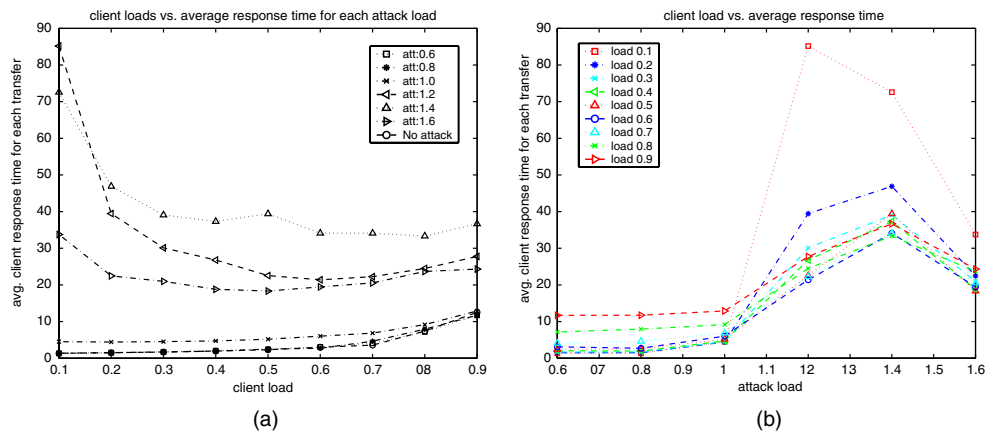 client loads vs. average response time for each attack load
avg. client response time for each transfer
90
80
70
60
50
40
30
20
10
0
0.1 0.2 0.3 0.4 0.5 0.6 0.7 0.8 0.9
client load
att:0.6
att:0.8
att:1.0
att:1.2
att:1.4
att:1.6
No attack
(a)
client load vs. average response time
avg. client response time for each transfer
90
80
70
60
50
40
30
20
10
0
0.6 07 0.8 0.9 1 1.1 12 13 1.4 15 1.6
attack load
load 0.1
load 0.2
load 0.3
load 0.4
load 0.5
load 0.6
load 0.7
load 0.8
load 0.9
(b)